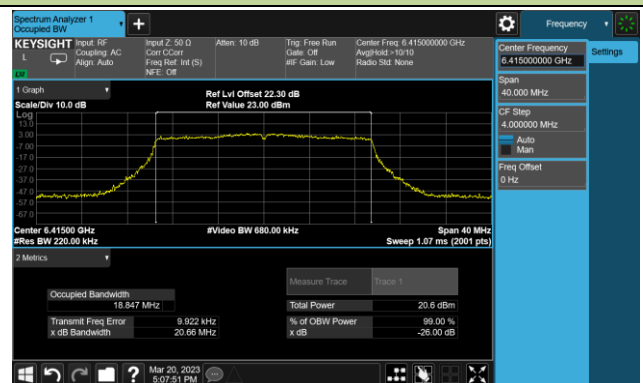 Spectrum Analyzer 1
Occupied BW
+
Frequency
KEYSIGHT
L
Input: RF
Coupling: AC
Align: Auto
Input Z: 50 Ω
Corr CCorr
Freq Ref: Int (S)
NFE: Off
Atten: 10 dB
Trig: Free Run
Gate: Off
#IF Gain: Low
Center Freq: 6.415000000 GHz
Avg|Hold:>10/10
Radio Std: None
Center Frequency
6.415000000 GHz
Settings
Span
40.000 MHz
CF Step
4.000000 MHz
Auto
Man
Freq Offset
0 Hz
1 Graph
Scale/Div 10.0 dB
Ref Lvl Offset 22.30 dB
Ref Value 23.00 dBm
Log
13.0
3.00
-7.00
-17.0
-27.0
-37.0
-47.0
-57.0
-67.0
Center 6.41500 GHz
#Res BW 220.00 kHz
#Video BW 680.00 kHz
Span 40 MHz
Sweep 1.07 ms (2001 pts)
2 Metrics
Measure Trace
Trace 1
Occupied Bandwidth
18.847 MHz
Total Power
20.6 dBm
Transmit Freq Error
9.922 kHz
% of OBW Power
99.00 %
x dB Bandwidth
20.66 MHz
x dB
-26.00 dB
?
Mar 20, 2023
5:07:51 PM